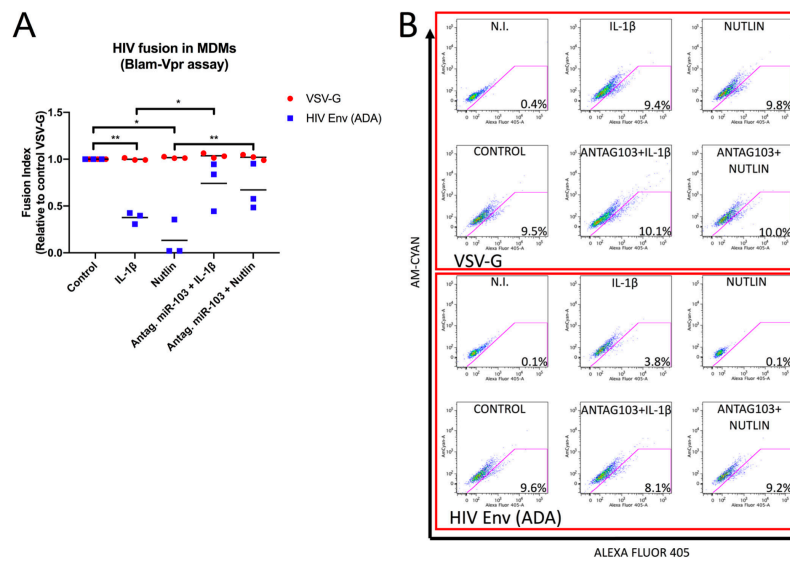 A
HIV fusion in MDMs
(Blam-Vpr assay)
VSV-G
HIV Env (ADA)
Fusion Index
(Relative to control VSV-G)
1.5
1.0
0.5
0.0
*
*
**
**
Control
IL-1β
Nutlin
Antag. miR-103 + IL-1β
Antag. miR-103 + Nutlin
B
AM-CYAN
N.I.
0.4%
IL-1β
9.4%
NUTLIN
9.8%
CONTROL
9.5%
ANTAG103+IL-1β
10.1%
ANTAG103+
NUTLIN
10.0%
VSV-G
N.I.
0.1%
IL-1β
3.8%
NUTLIN
0.1%
CONTROL
9.6%
ANTAG103+IL-1β
8.1%
ANTAG103+
NUTLIN
9.2%
HIV Env (ADA)
ALEXA FLUOR 405